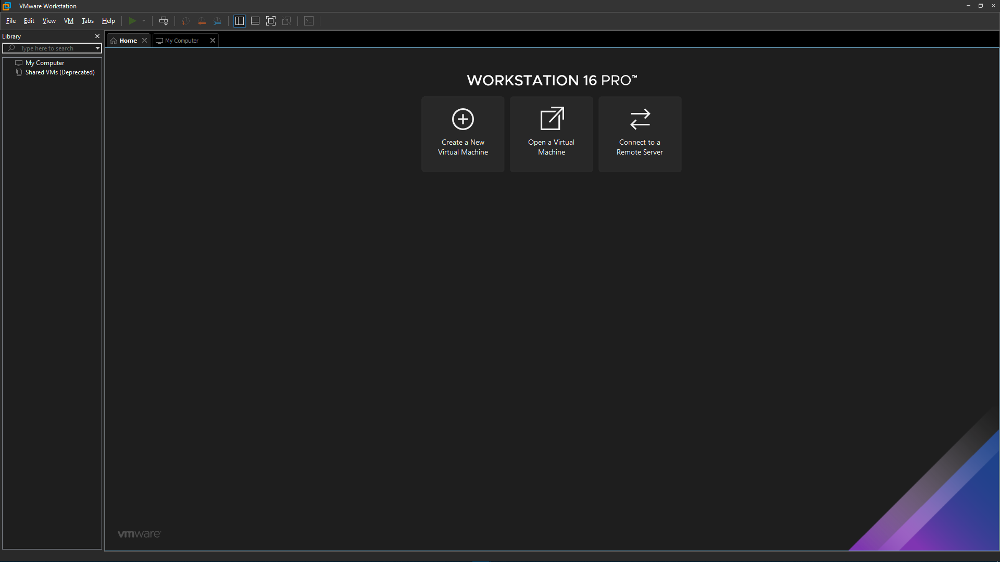 VMware Workstation
File Edit View VM Tabs Help
Library
Type here to search
My Computer
Shared VMs (Deprecated)
Home
My Computer
WORKSTATION 16 PRO™
Create a New
Virtual Machine
Open a Virtual
Machine
Connect to a
Remote Server
vmware